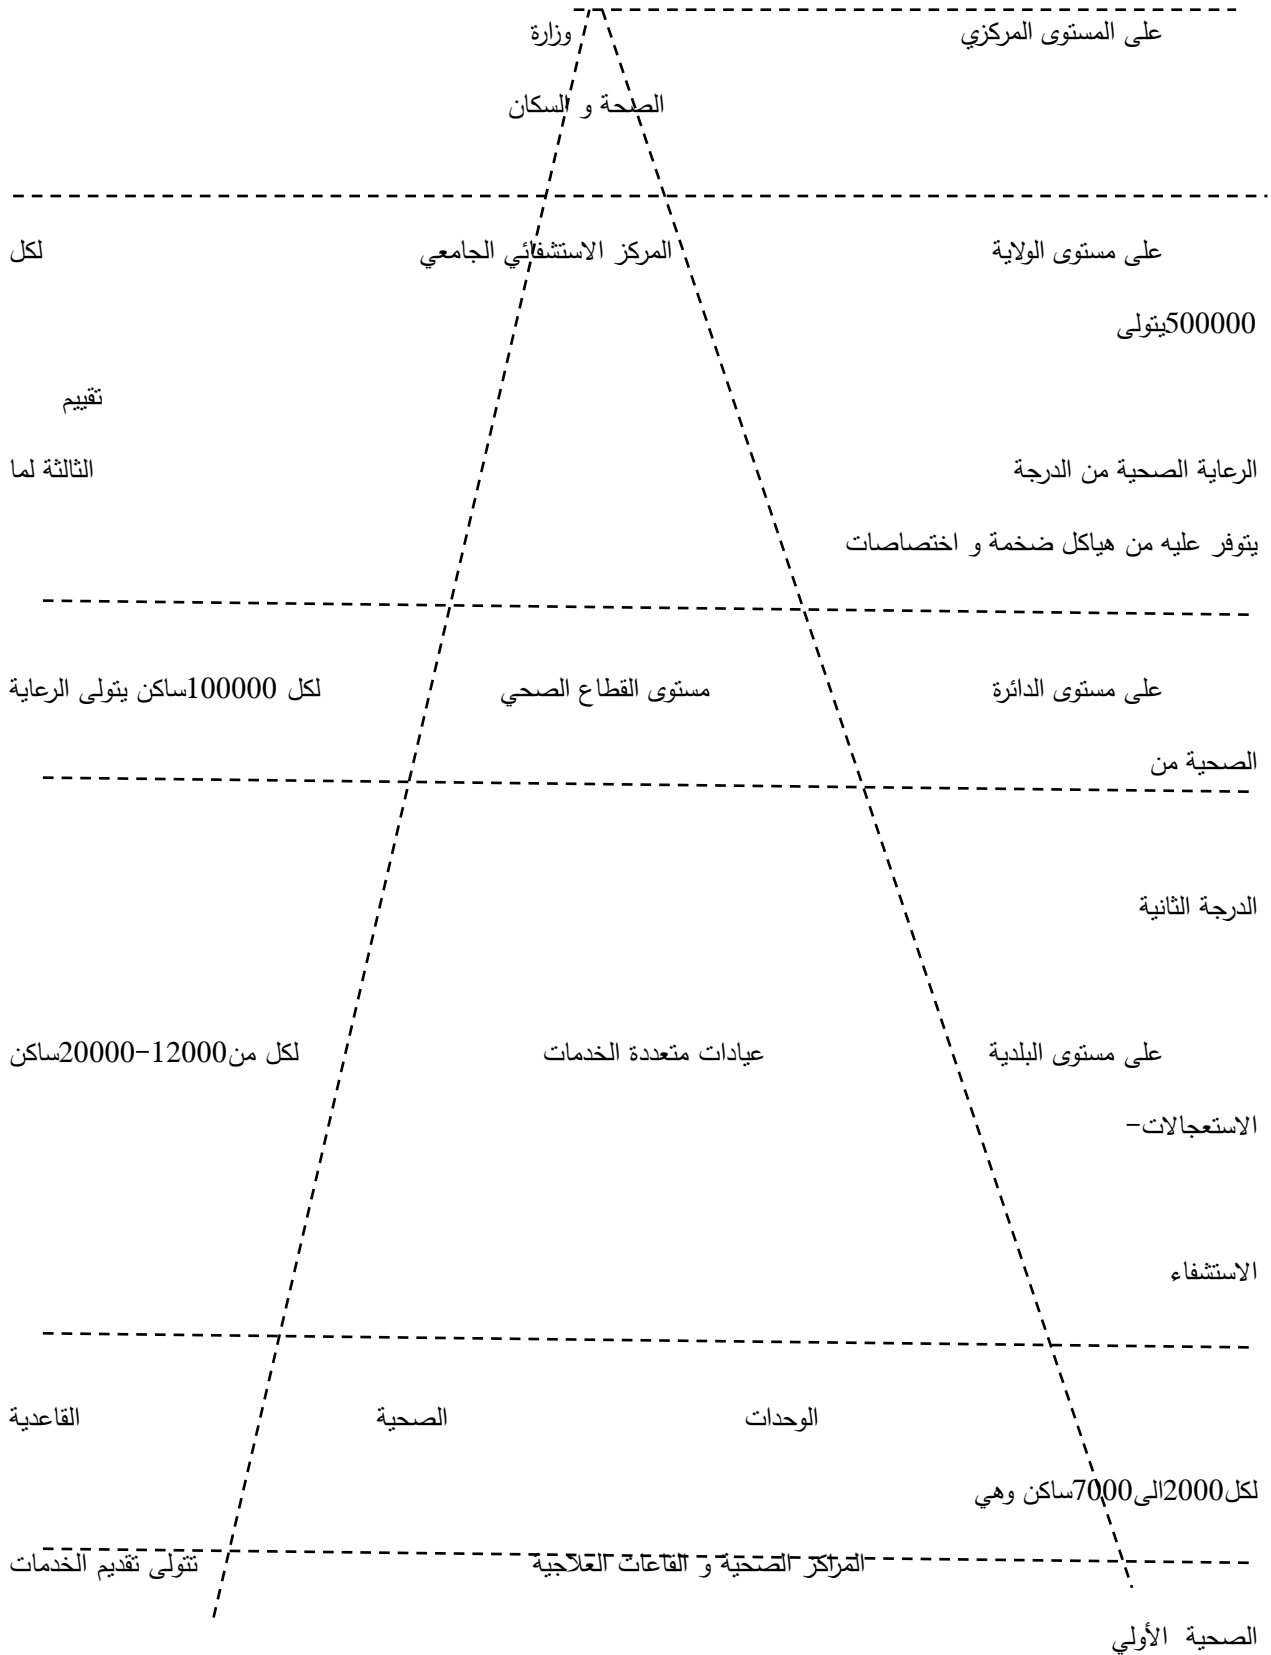 على المستوى المركزي وزارة
الصحة و السكان
على مستوى الولاية المركز الاستشفائي الجامعي لكل
500000يتولى
تقييم
الرعاية الصحية من الدرجة الثالثة لما
يتوفر عليه من هياكل ضخمة و اختصاصات
على مستوى الدائرة مستوى القطاع الصحي لكل 100000ساكن يتولى الرعاية
الصحية من
الدرجة الثانية
على مستوى البلدية عيادات متعددة الخدمات لكل من12000-20000ساكن
الاستعجالات-
الاستشفاء
الوحدات الصحية القاعدية
لكل2000الى7000ساكن وهي
المراكز الصحية و القاعات العلاجية تتولى تقديم الخدمات
الصحية الأولي